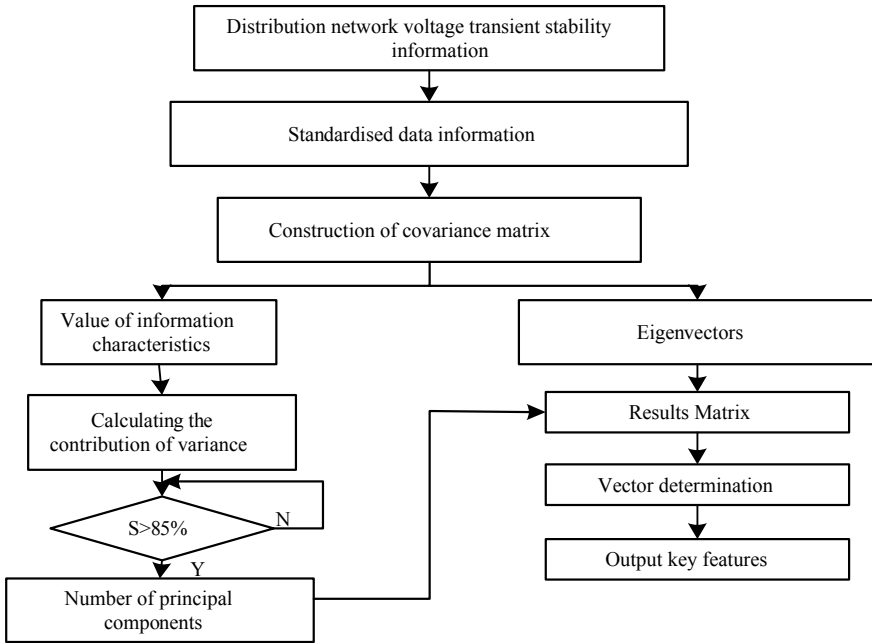 Distribution network voltage transient stability
information
Standardised data information
Construction of covariance matrix
Value of information
characteristics
Eigenvectors
Calculating the
contribution of variance
Results Matrix
Vector determination
S>85%
N
Y
Output key features
Number of principal
components